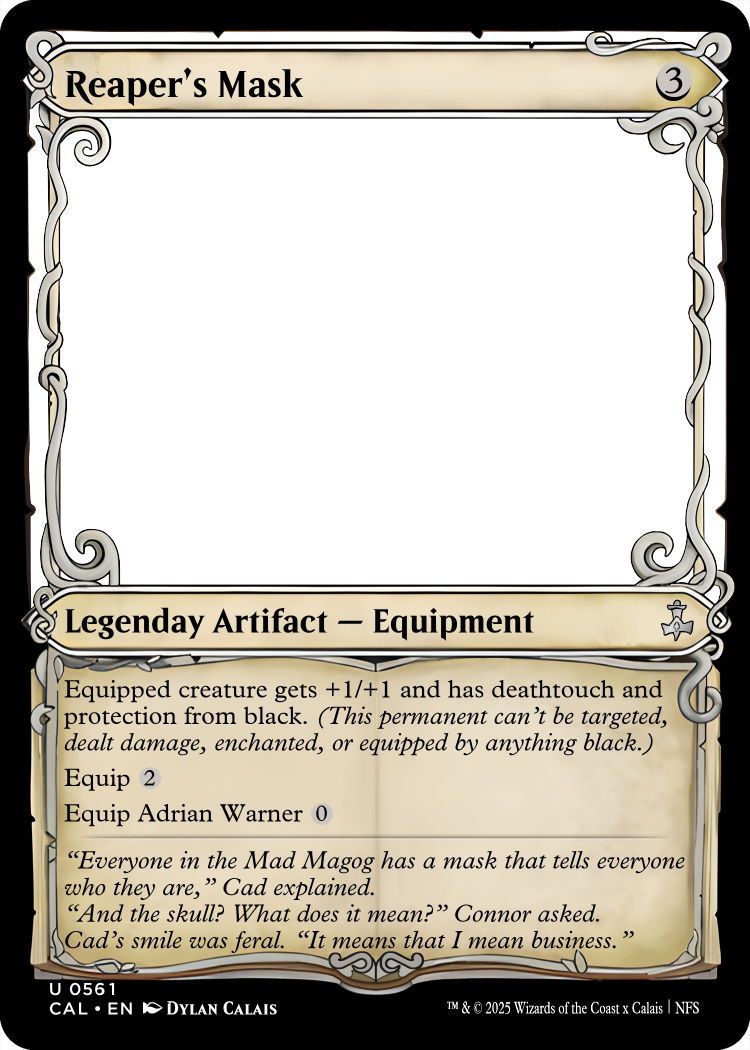 Reaper's Mask 3
Legenday Artifact — Equipment
Equipped creature gets +1/+1 and has deathtouch and
protection from black. (This permanent can't be targeted,
dealt damage, enchanted, or equipped by anything black.)
Equip 2
Equip Adrian Warner 0
“Everyone in the Mad Magog has a mask that tells everyone
who they are,” Cad explained.
“And the skull? What does it mean?” Connor asked.
Cad's smile was feral. “It means that I mean business.”
U 0561
CAL • EN Dylan Calais
™ & © 2025 Wizards of the Coast x Calais | NFS